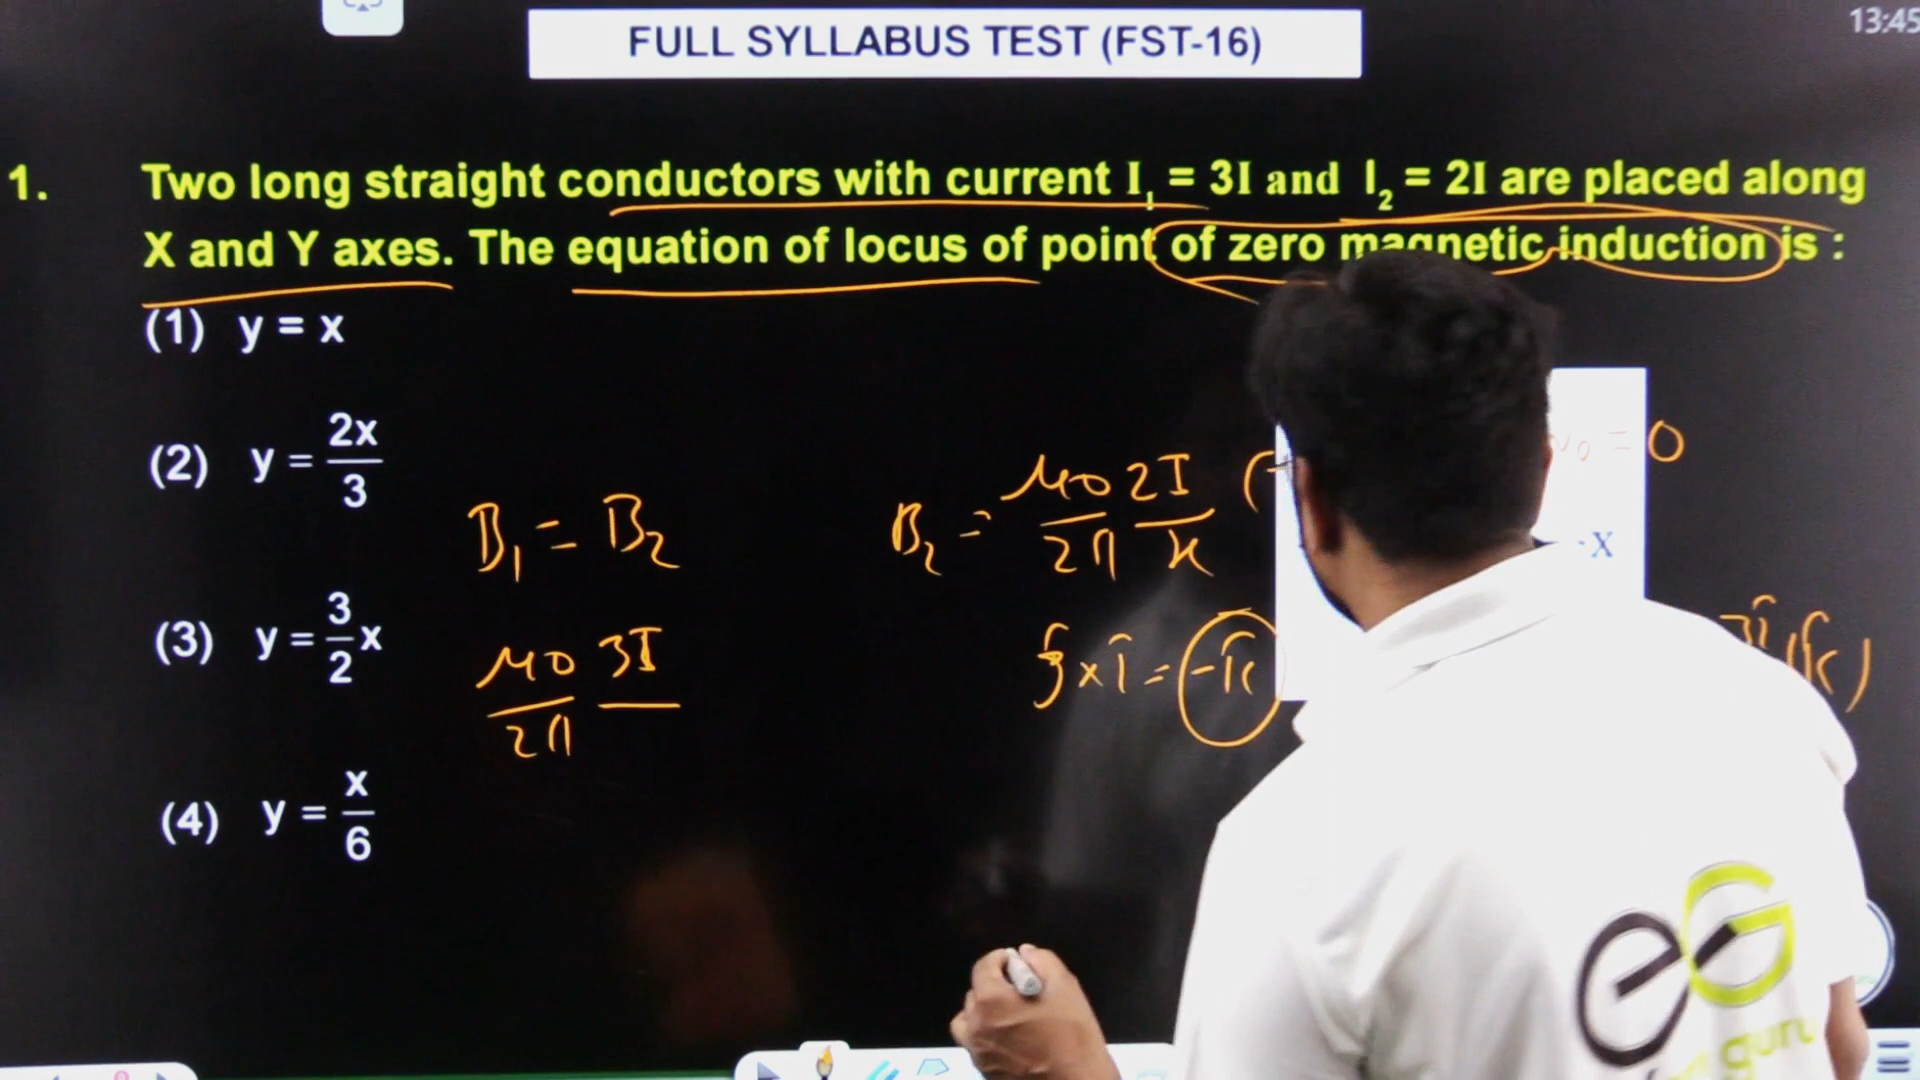 13:45
FULL SYLLABUS TEST (FST-16)
1. Two long straight conductors with current I₁ = 3I and I₂ = 2I are placed along
X and Y axes. The equation of locus of point of zero magnetic induction is :
(1) y = x
(2) y = 2x/3
(3) y = 3/2 x
(4) y = x/6
B₁ = B₂
μ0/2π 3I
B₂ = μ0/2π 2I/x (
ĵ × î = -k̂
= 0
-X
(k̂)
eG
gun